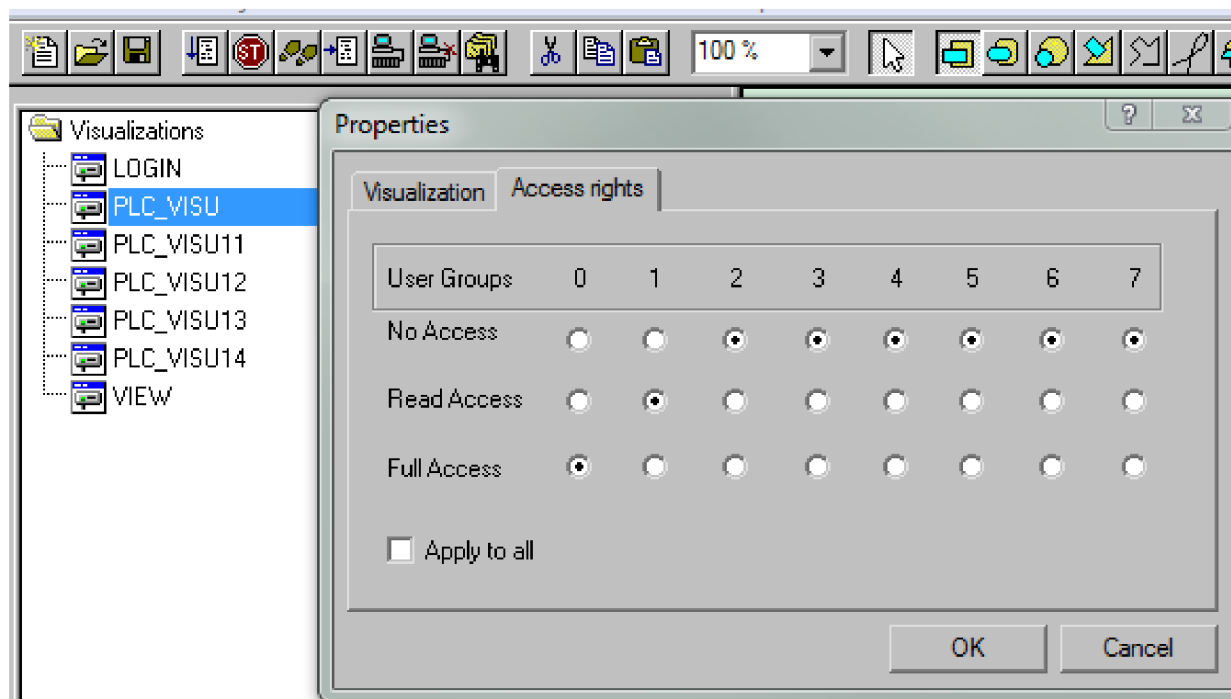 ST
100 %
Visualizations
LOGIN
PLC_VISU
PLC_VISU11
PLC_VISU12
PLC_VISU13
PLC_VISU14
VIEW
Properties
?
Visualization
Access rights
User Groups 0 1 2 3 4 5 6 7
No Access
Read Access
Full Access
Apply to all
OK
Cancel